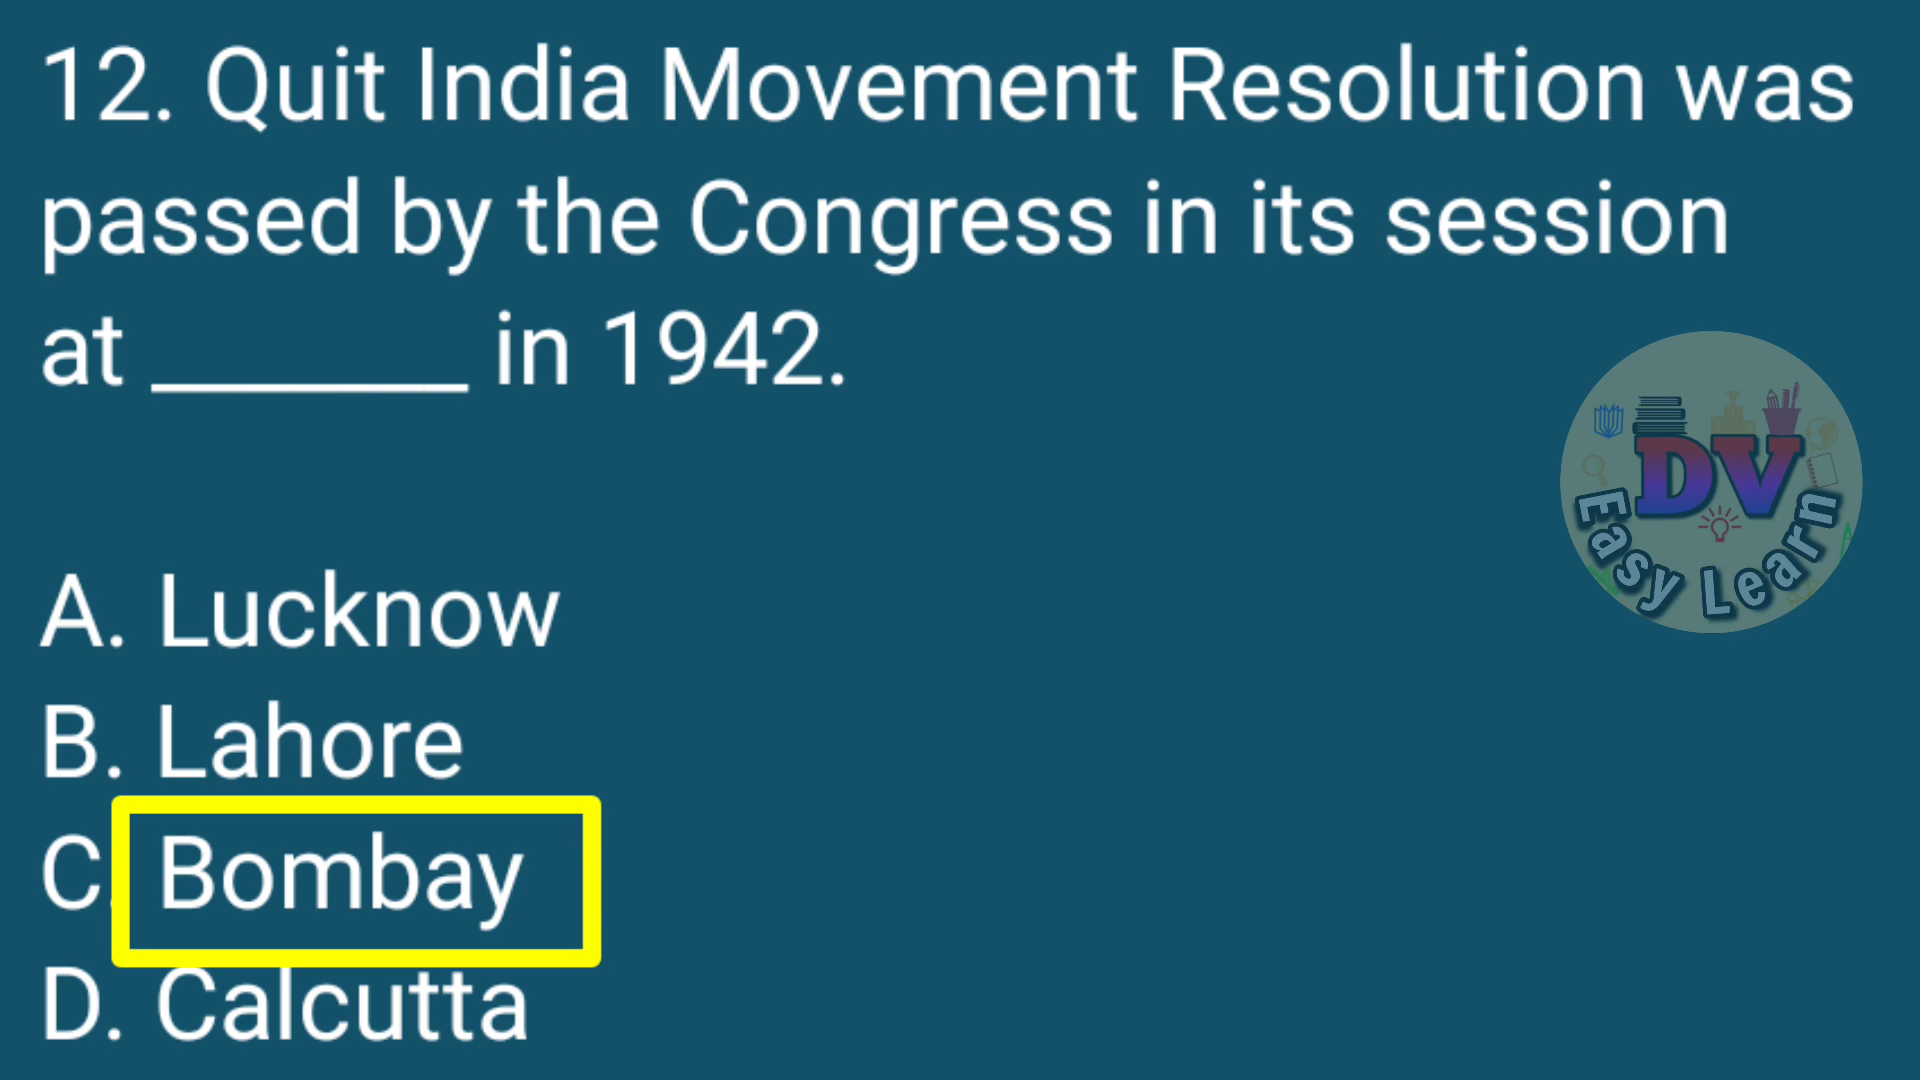 12. Quit India Movement Resolution was
passed by the Congress in its session
at ______ in 1942.
A. Lucknow
B. Lahore
C. Bombay
D. Calcutta
DV
Easy Learn